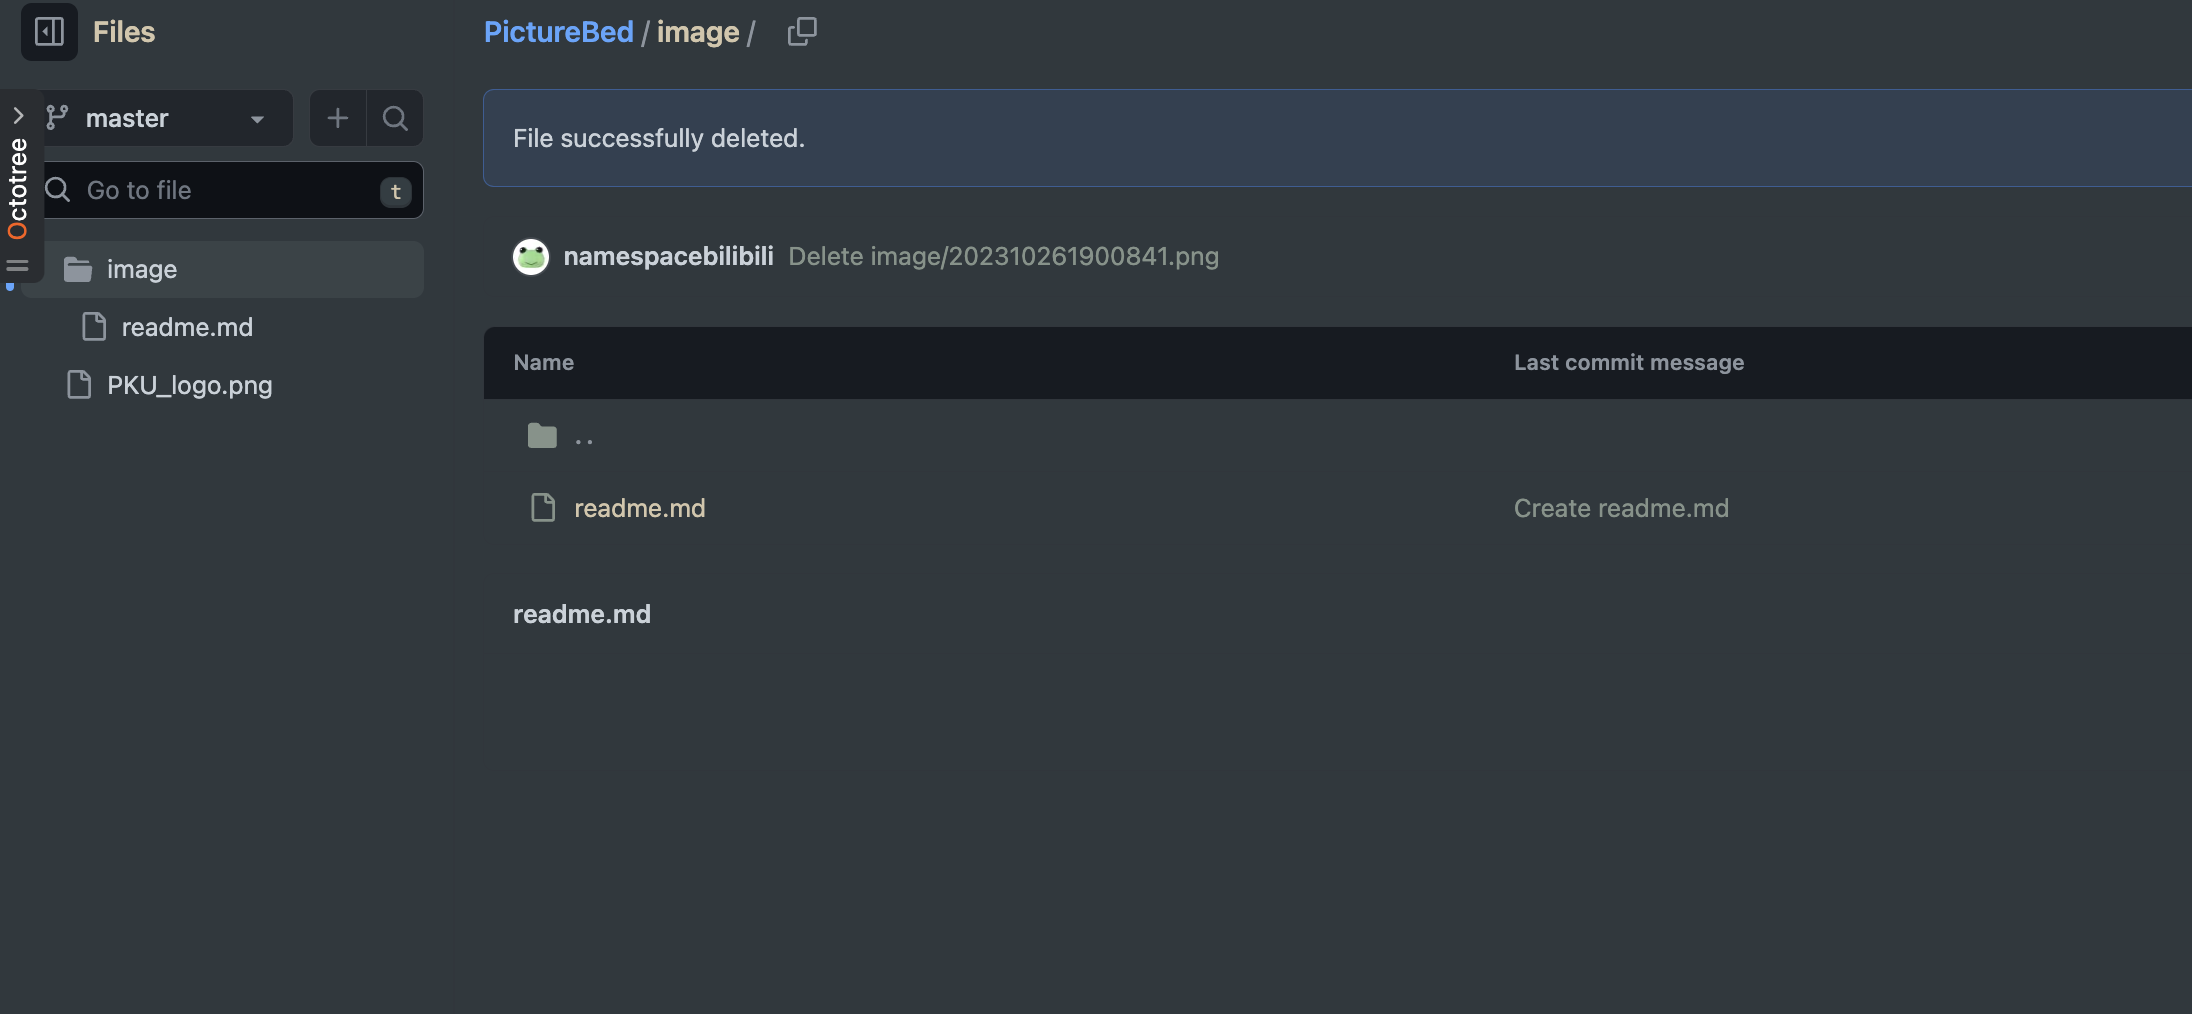 Files
PictureBed / image /
master
Octotree
Go to file
t
File successfully deleted.
image
namespacebilibili Delete image/202310261900841.png
readme.md
PKU_logo.png
Name
Last commit message
..
readme.md
Create readme.md
readme.md